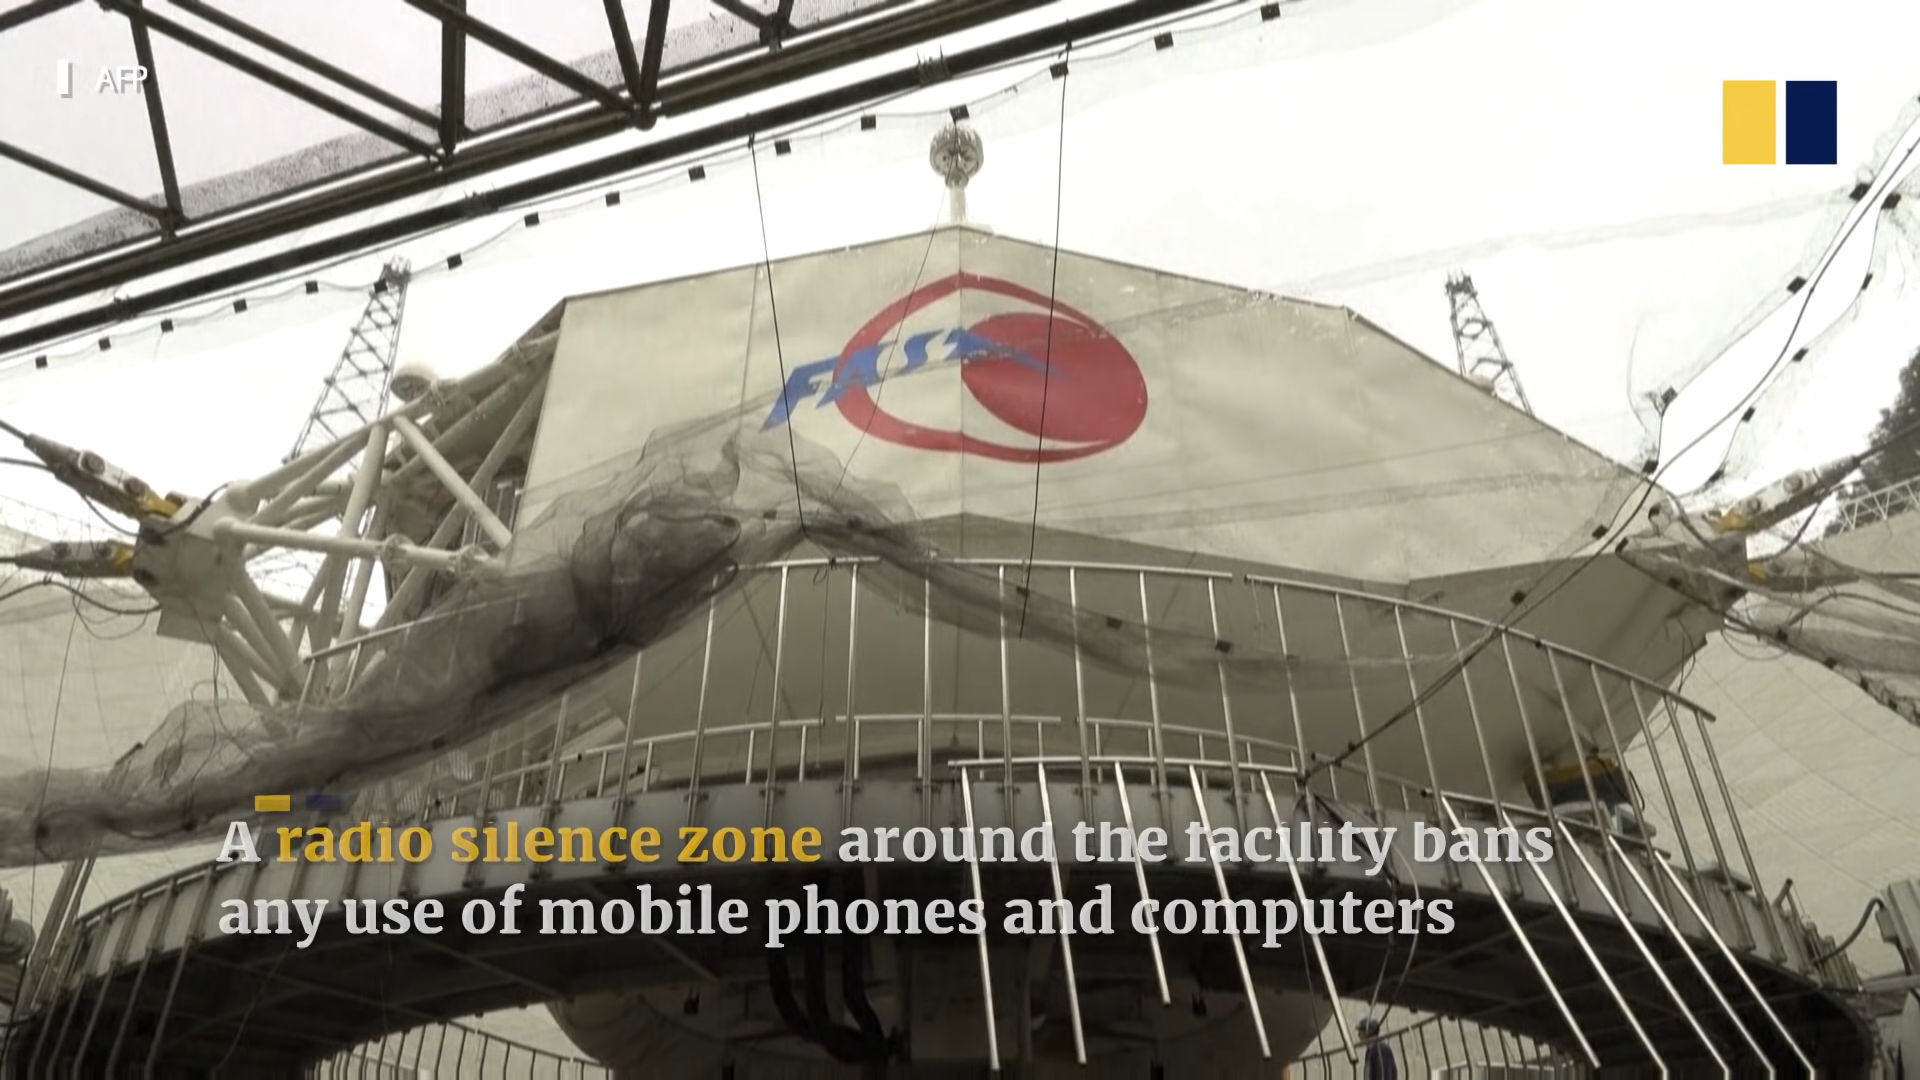 AFP
FAST
A radio silence zone around the facility bans
any use of mobile phones and computers